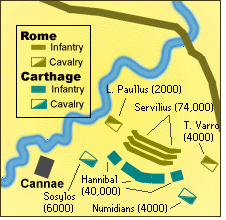 Rome
Infantry
Cavalry
Carthage
Infantry
Cavalry
L. Paullus (2000)
Servilius (74,000)
T. Varro
(4000)
Cannae
Hannibal
(40,000)
Sosylos
(6000)
Numidians (4000)